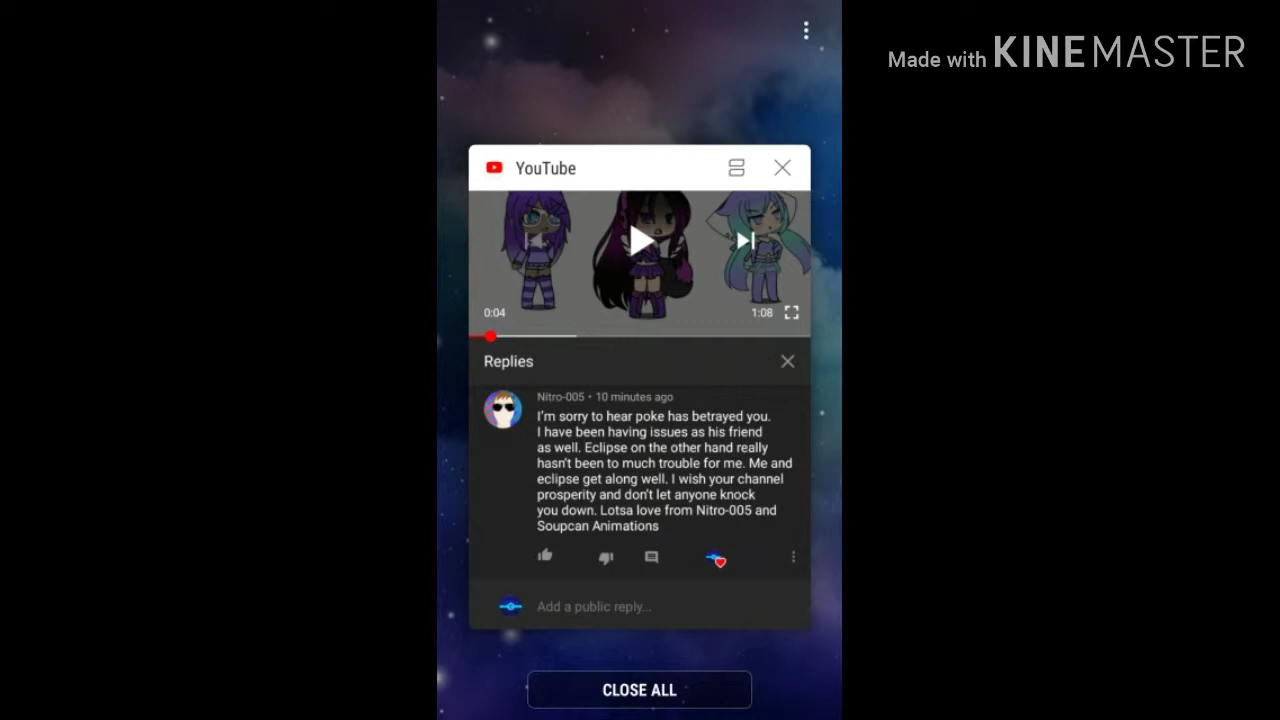 Made with KINEMASTER
YouTube
0:04
1:08
Replies
Nitro-005 • 10 minutes ago
I'm sorry to hear poke has betrayed you.
I have been having issues as his friend
as well. Eclipse on the other hand really
hasn't been to much trouble for me. Me and
eclipse get along well. I wish your channel
prosperity and don't let anyone knock
you down. Lotsa love from Nitro-005 and
Soupcan Animations
Add a public reply...
CLOSE ALL